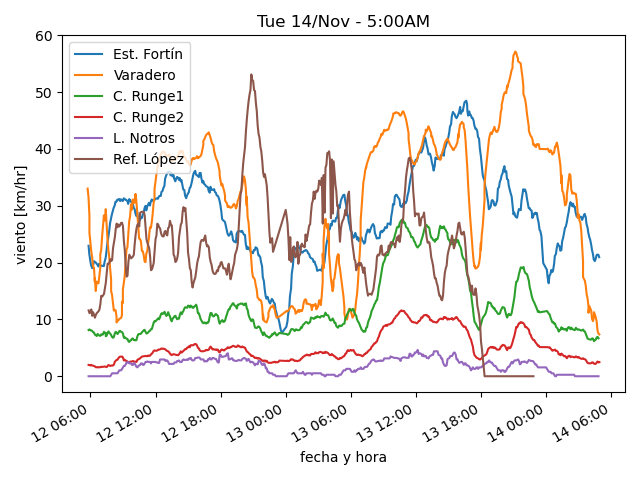 Tue 14/Nov - 5:00AM
60
50
40
30
20
10
0
viento [km/hr]
Est. Fortín
Varadero
C. Runge1
C. Runge2
L. Notros
Ref. López
12 06:00
12 12:00
12 18:00
13 00:00
13 06:00
13 12:00
13 18:00
14 00:00
14 06:00
fecha y hora